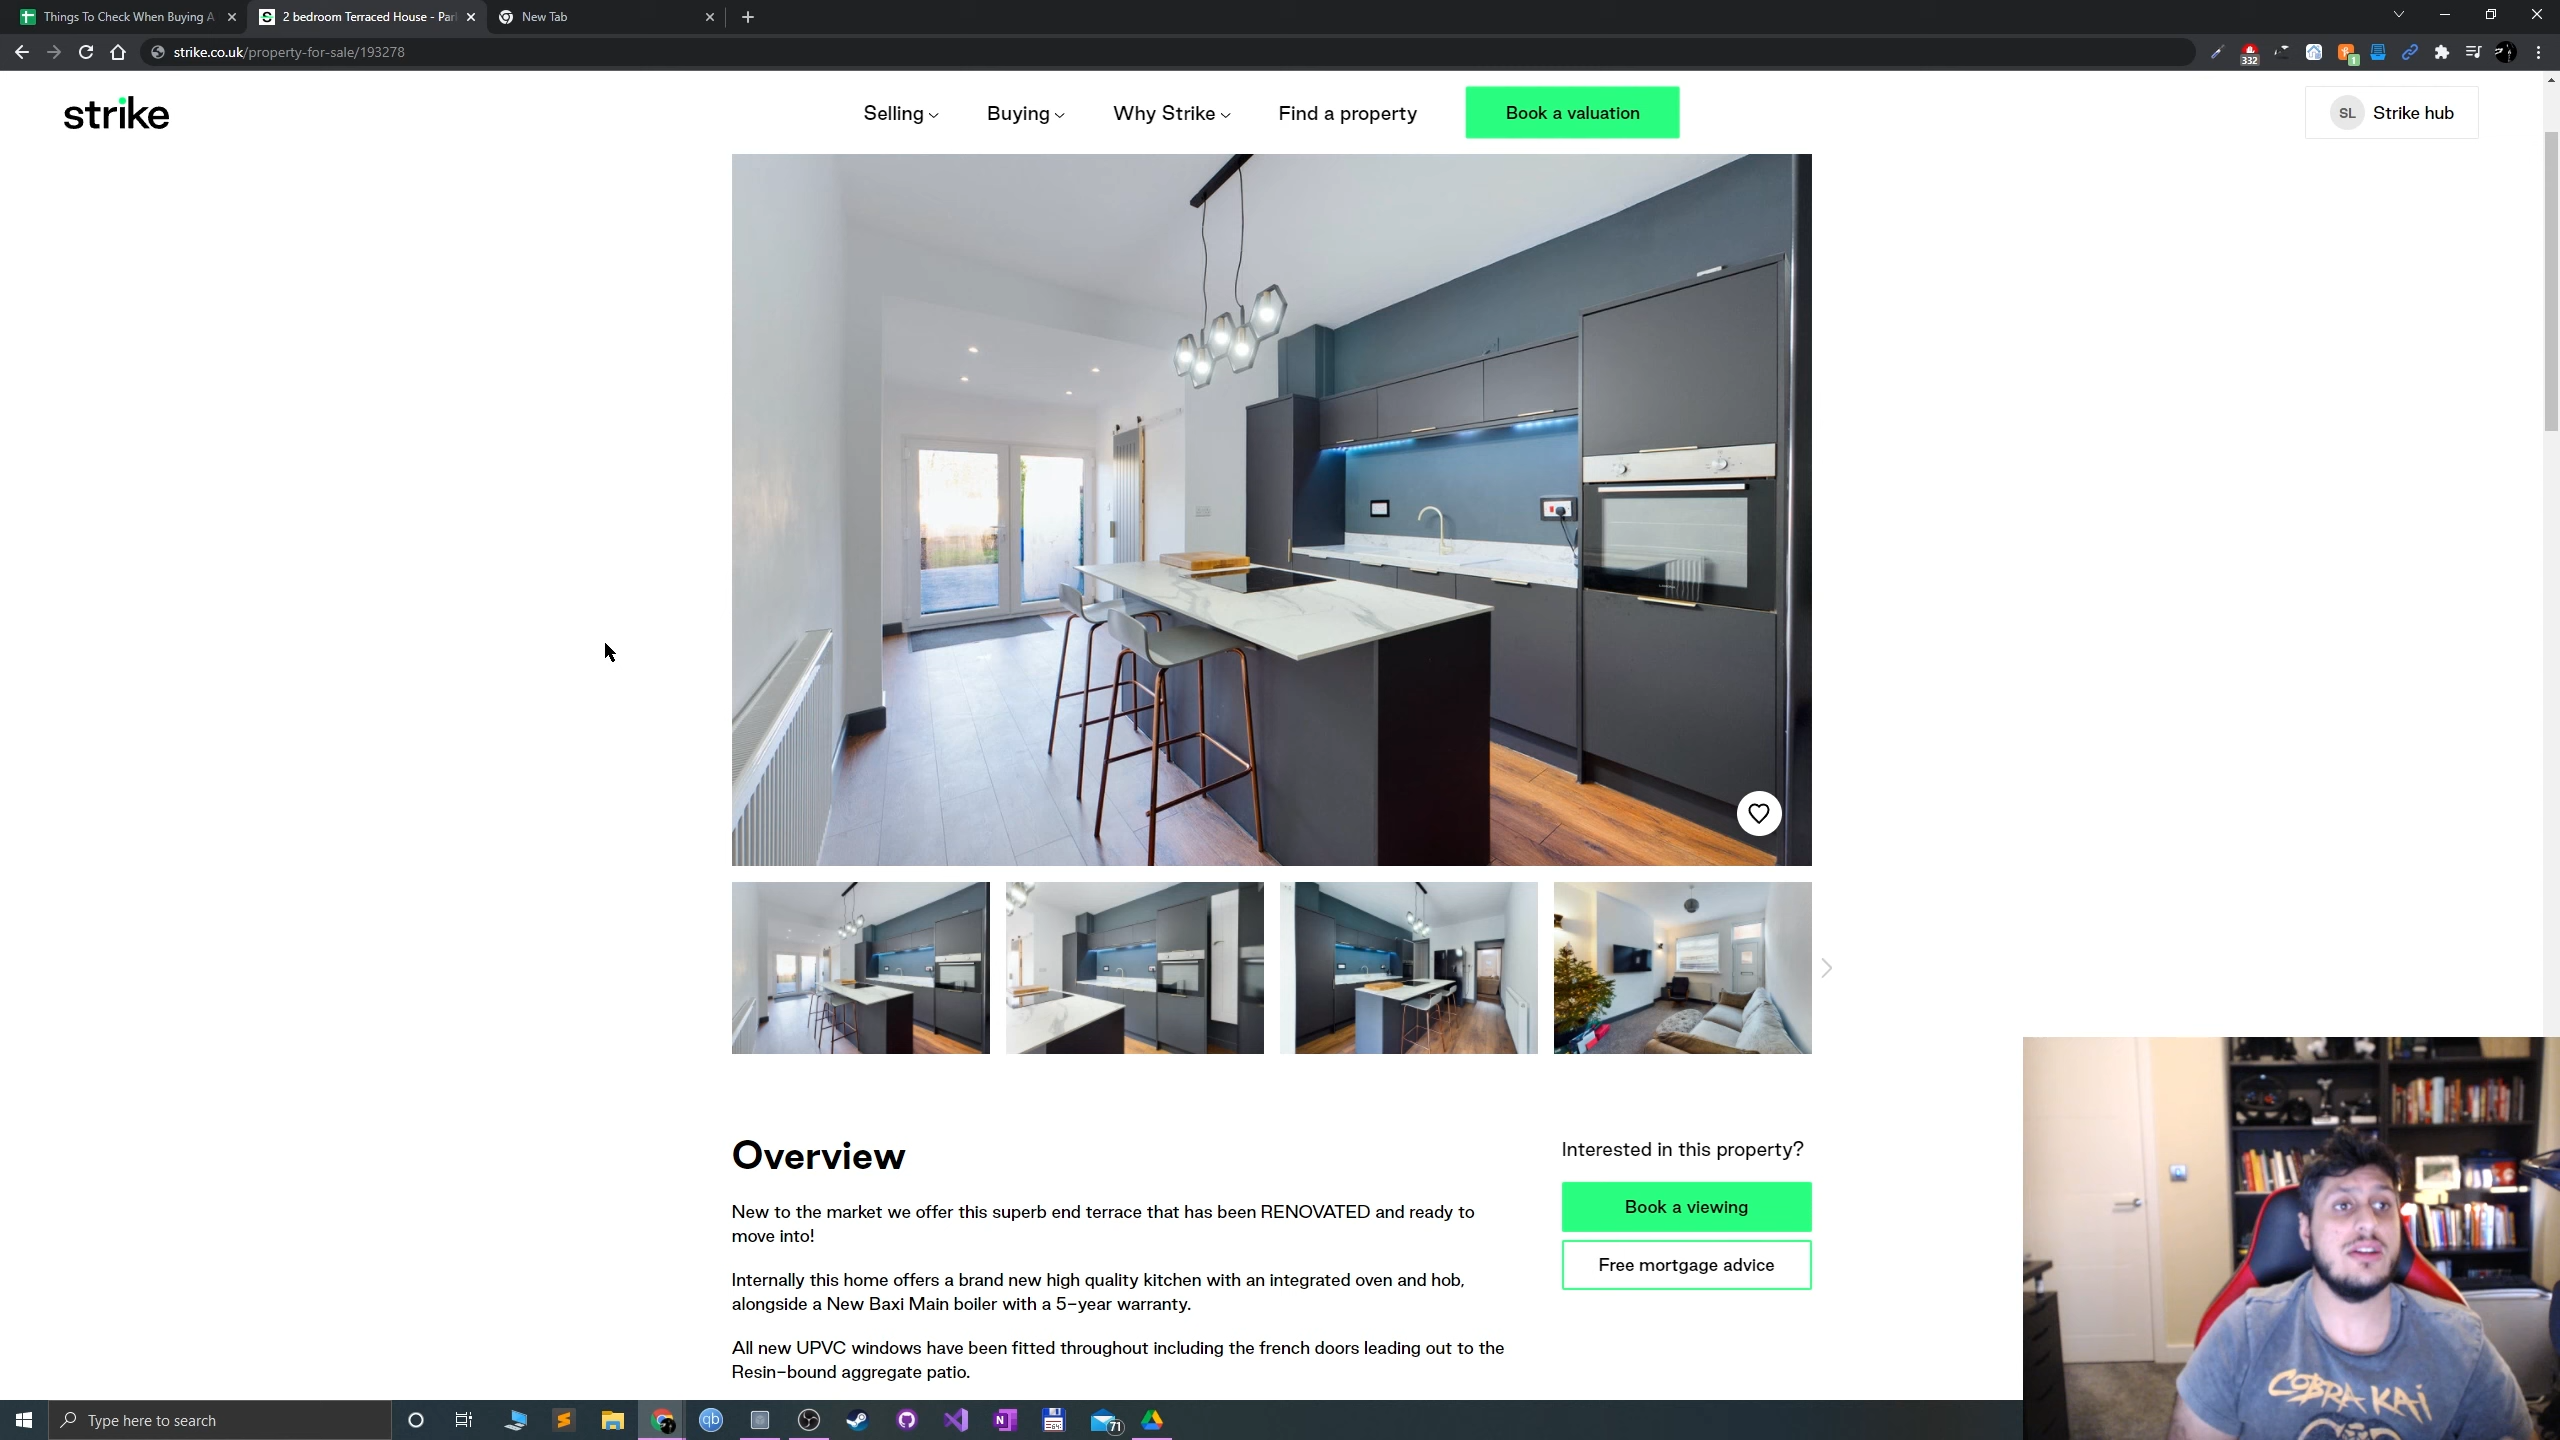 Things To Check When Buying A
2 bedroom Terraced House - Par
New Tab
strike.co.uk/property-for-sale/193278
332
1
strike
Selling
Buying
Why Strike
Find a property
Book a valuation
SL
Strike hub
Overview
New to the market we offer this superb end terrace that has been RENOVATED and ready to
move into!
Internally this home offers a brand new high quality kitchen with an integrated oven and hob,
alongside a New Baxi Main boiler with a 5-year warranty.
All new UPVC windows have been fitted throughout including the french doors leading out to the
Resin-bound aggregate patio.
Interested in this property?
Book a viewing
Free mortgage advice
COBRA KAI
Type here to search
qb
N
71